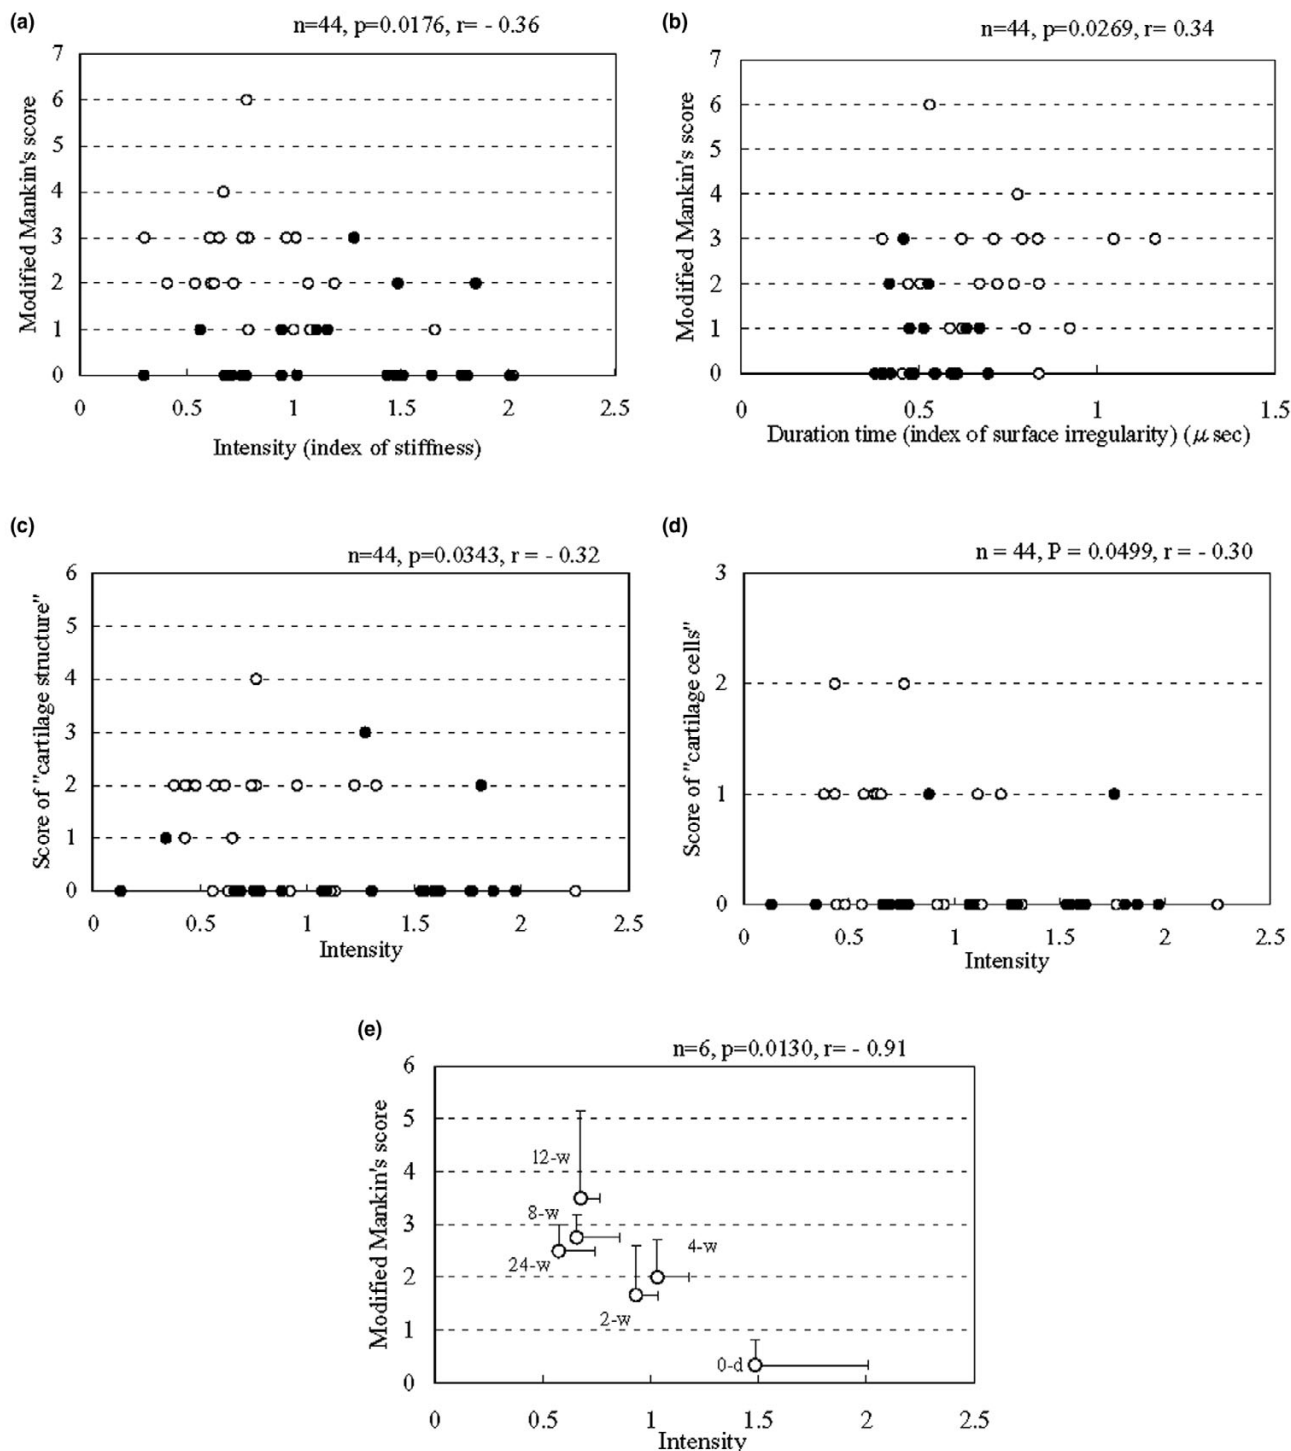 (a)
n=44, p=0.0176, r= - 0.36
Modified Mankin's score
7
6
5
4
3
2
1
0
0 0.5 1 1.5 2 2.5
Intensity (index of stiffness)
(b)
n=44, p=0.0269, r= 0.34
Modified Mankin's score
7
6
5
4
3
2
1
0
0 0.5 1 1.5
Duration time (index of surface irregularity) (μ sec)
(c)
n=44, p=0.0343, r = - 0.32
Score of "cartilage structure"
6
5
4
3
2
1
0
0 0.5 1 1.5 2 2.5
Intensity
(d)
n = 44, P = 0.0499, r = - 0.30
Score of "cartilage cells"
3
2
1
0
0 0.5 1 1.5 2 2.5
Intensity
(e)
n=6, p=0.0130, r= - 0.91
Modified Mankin's score
6
5
4
3
2
1
0
12-w
8-w
24-w
4-w
2-w
0-d
0 0.5 1 1.5 2 2.5
Intensity